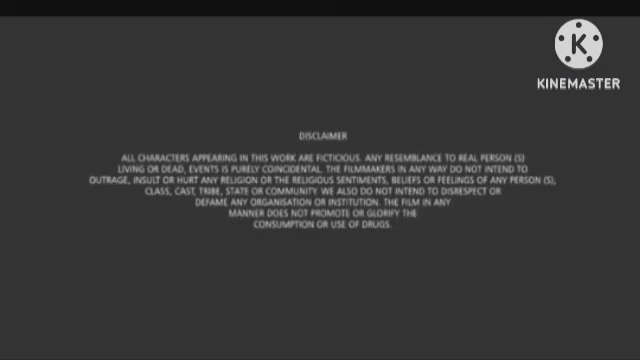 KINEMASTER
DISCLAIMER
ALL CHARACTERS APPEARING IN THIS WORK ARE FICTICIOUS. ANY RESEMBLANCE TO REAL PERSON (S)
LIVING OR DEAD, EVENTS IS PURELY COINCIDENTAL. THE FILMMAKERS IN ANY WAY DO NOT INTEND TO
OUTRAGE, INSULT OR HURT ANY RELIGION OR THE RELIGIOUS SENTIMENTS, BELIEFS OR FEELINGS OF ANY PERSON (S),
CLASS, CAST, TRIBE, STATE OR COMMUNITY. WE ALSO DO NOT INTEND TO DISRESPECT OR
DEFAME ANY ORGANISATION OR INSTITUTION. THE FILM IN ANY
MANNER DOES NOT PROMOTE OR GLORIFY THE
CONSUMPTION OR USE OF DRUGS.